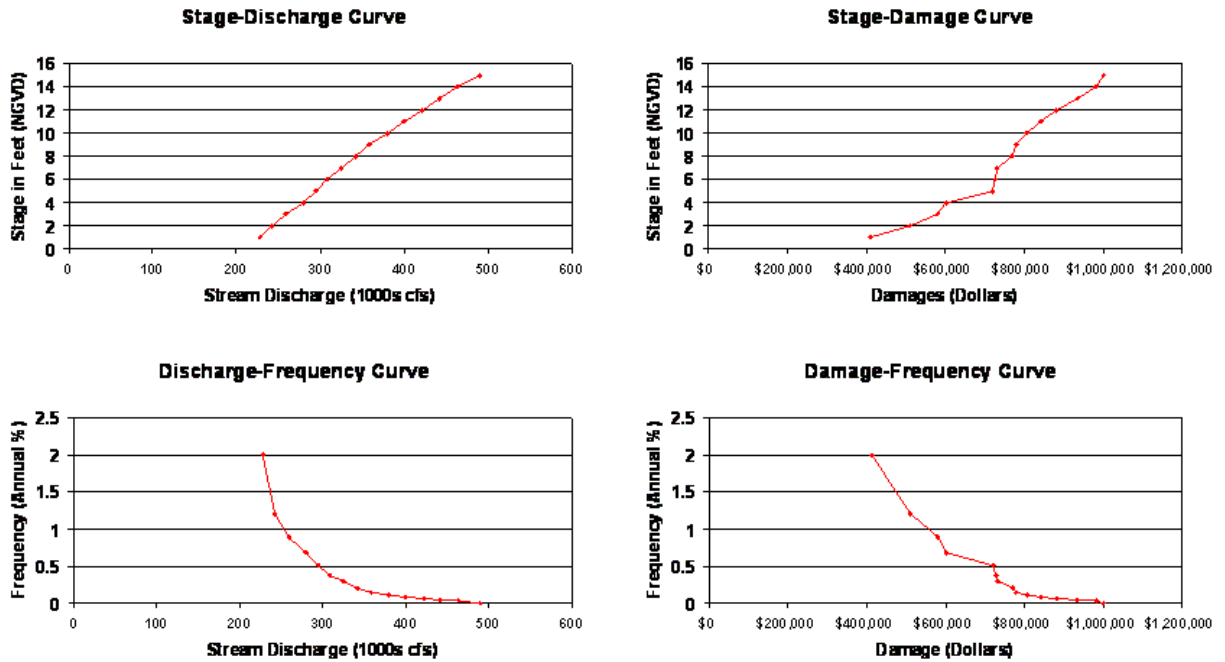 Stage-Discharge Curve
Stage in Feet (NGVD)
16
14
12
10
8
6
4
2
0
0 100 200 300 400 500 600
Stream Discharge (1000s cfs)
Stage-Damage Curve
Stage in Feet (NGVD)
16
14
12
10
8
6
4
2
0
$0 $200,000 $400,000 $600,000 $800,000 $1,000,000 $1,200,000
Damages (Dollars)
Discharge-Frequency Curve
Frequency (Annual %)
2.5
2
1.5
1
0.5
0
0 100 200 300 400 500 600
Stream Discharge (1000s cfs)
Damage-Frequency Curve
Frequency (Annual %)
2.5
2
1.5
1
0.5
0
$0 $200,000 $400,000 $600,000 $800,000 $1,000,000 $1,200,000
Damage (Dollars)